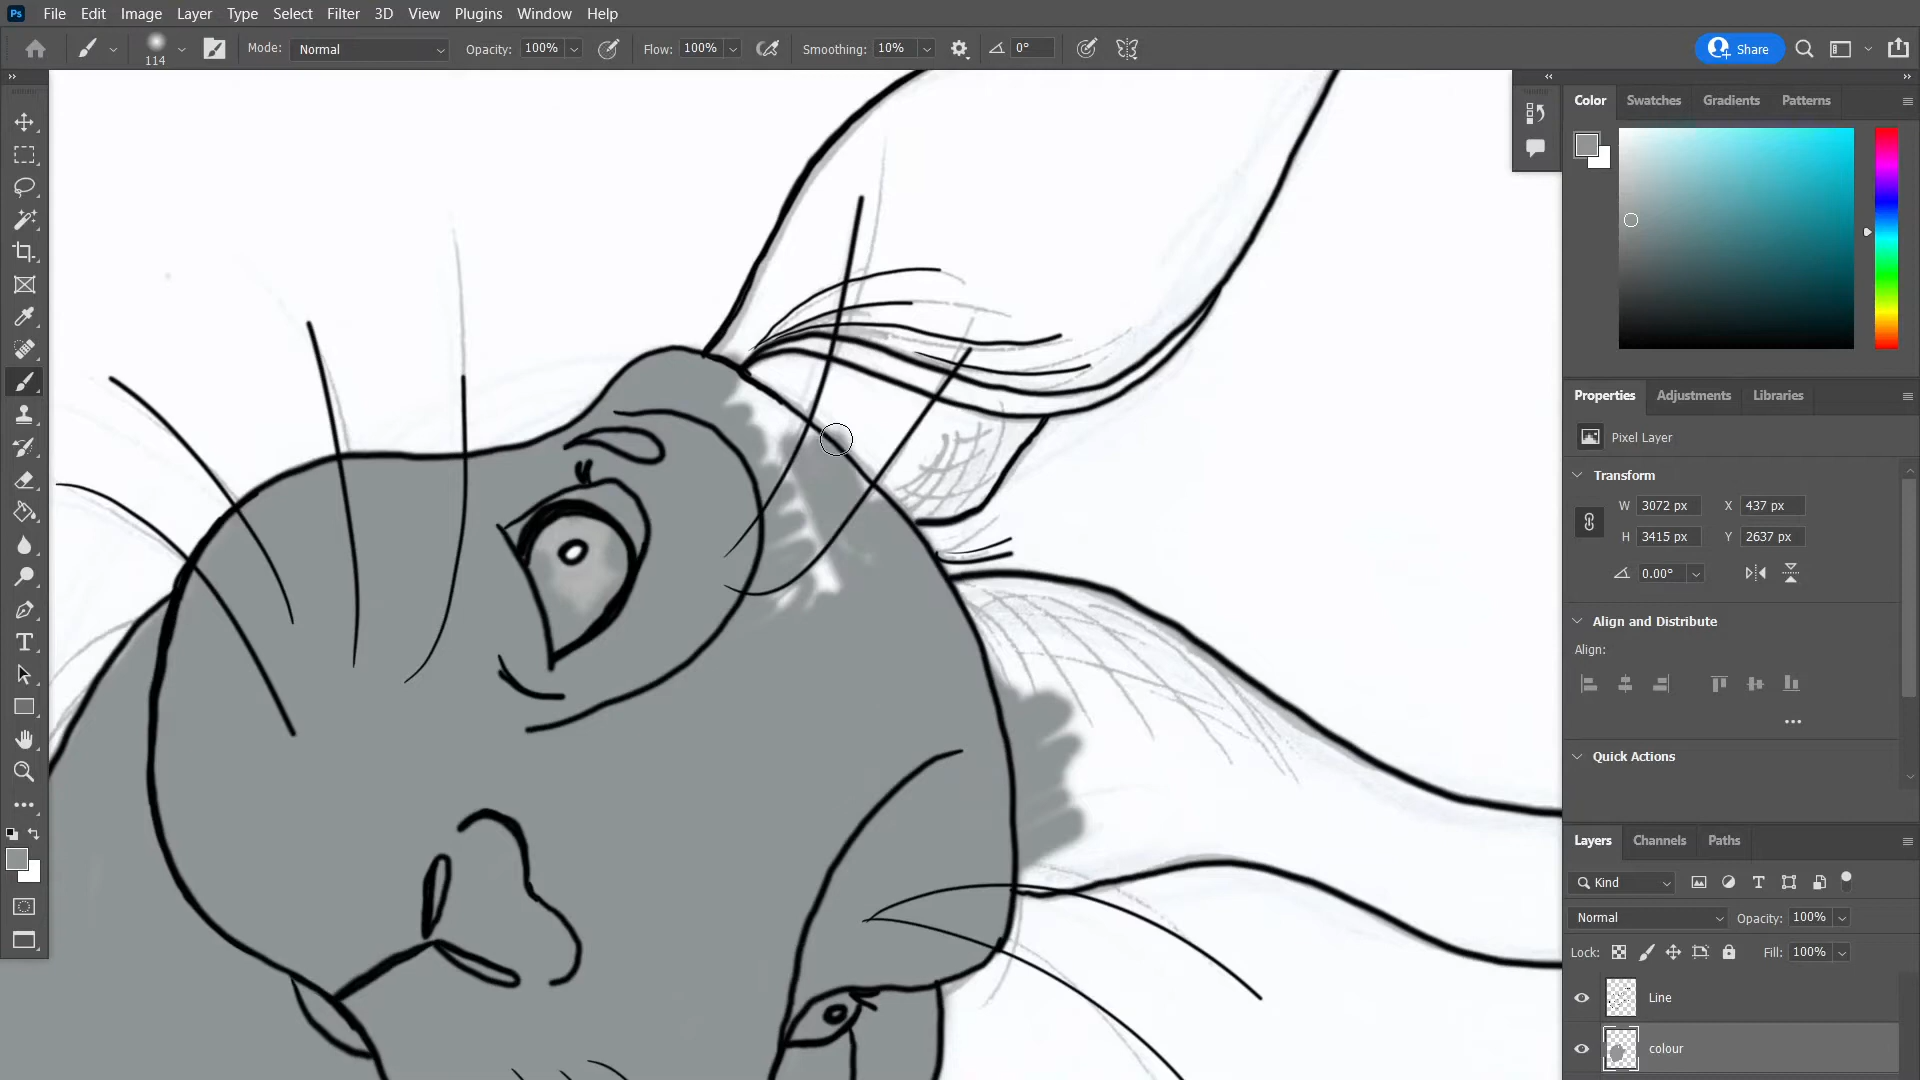 Ps File Edit Image Layer Type Select Filter 3D View Plugins Window Help
114 Mode: Normal Opacity: 100% Flow: 100% Smoothing: 10% 0° Share
Color Swatches Gradients Patterns
Properties Adjustments Libraries
Pixel Layer
Transform
W 3072 px X 437 px
H 3415 px Y 2637 px
0.00°
Align and Distribute
Align:
Quick Actions
Layers Channels Paths
Kind
Normal Opacity: 100%
Lock: Fill: 100%
Line
colour